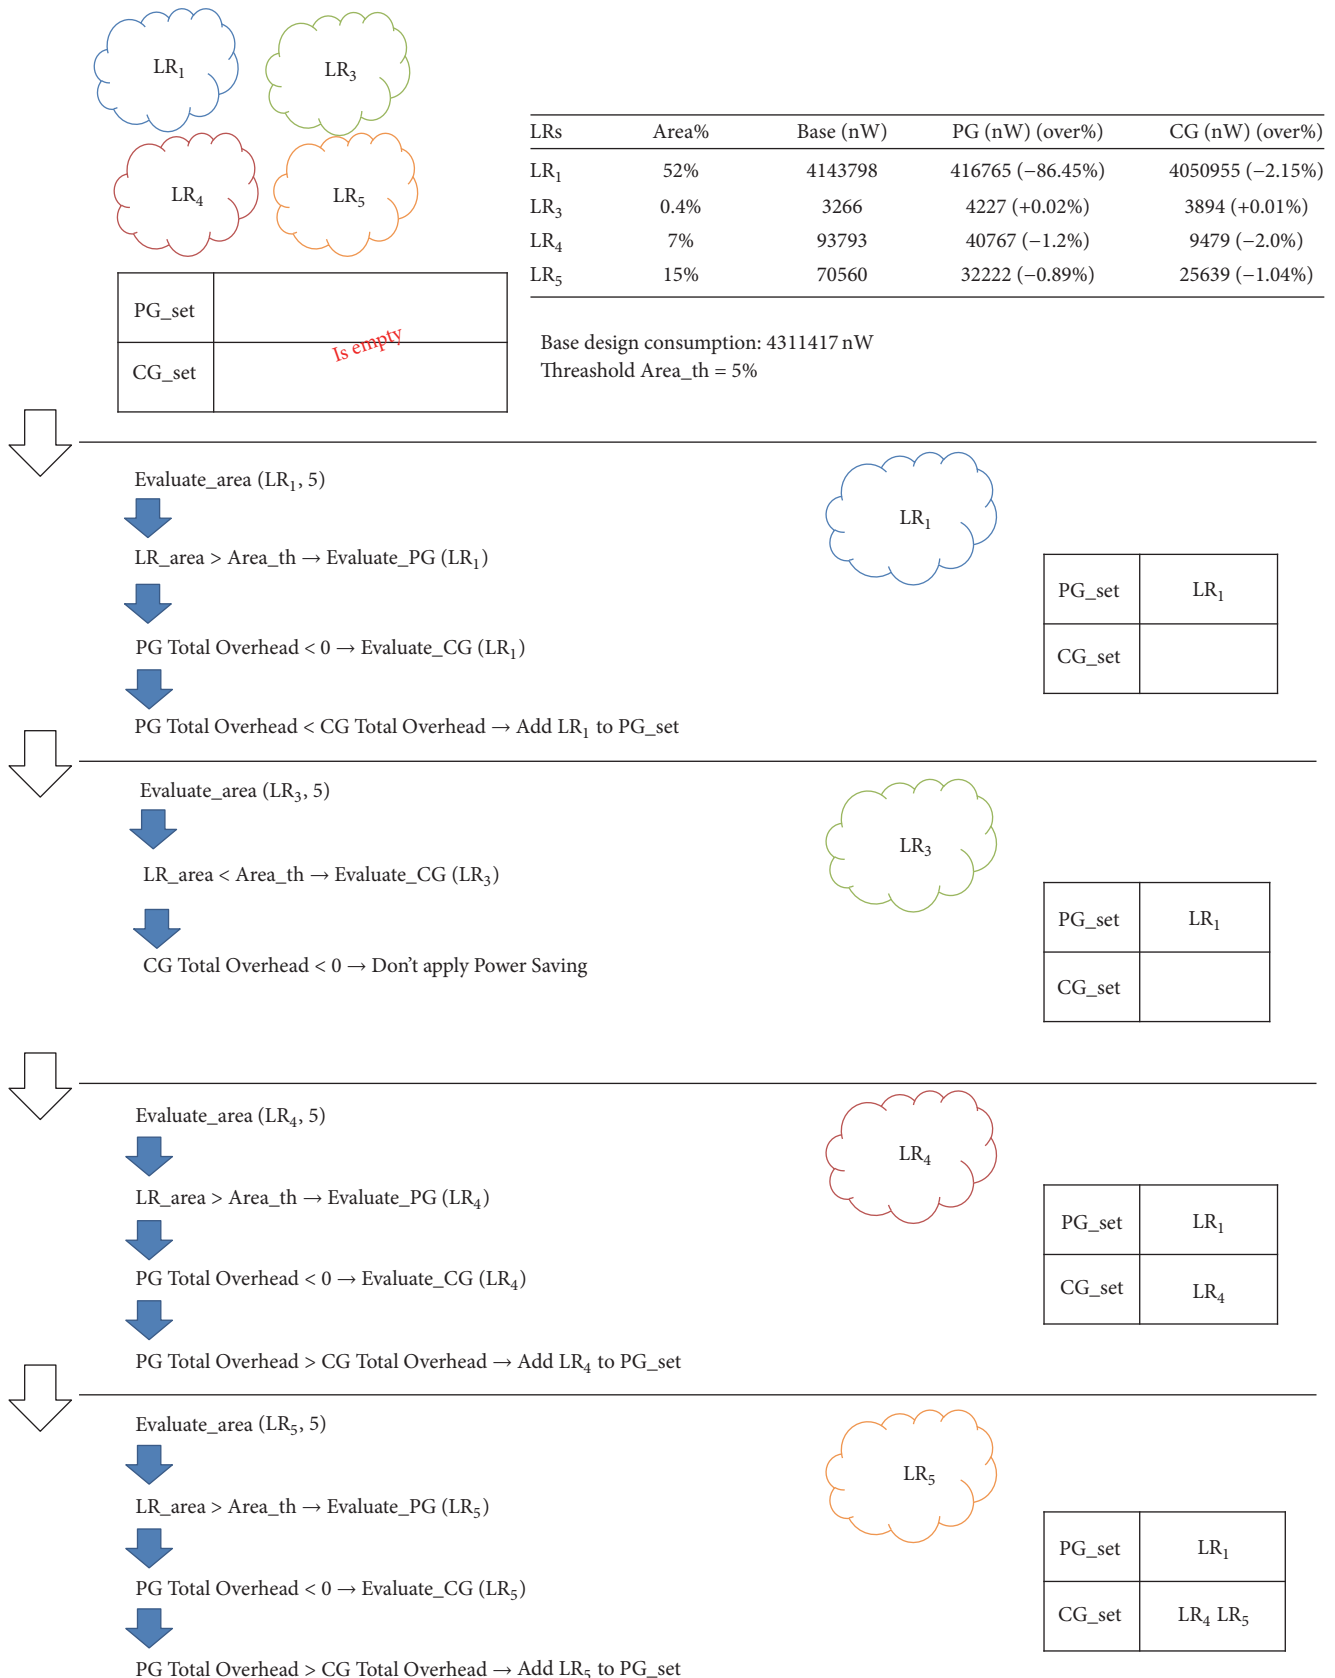 LR1
LR3
LR4
LR5
PG_set
CG_set
Is empty
LRs Area% Base (nW) PG (nW) (over%) CG (nW) (over%)
LR1 52% 4143798 416765 (−86.45%) 4050955 (−2.15%)
LR3 0.4% 3266 4227 (+0.02%) 3894 (+0.01%)
LR4 7% 93793 40767 (−1.2%) 9479 (−2.0%)
LR5 15% 70560 32222 (−0.89%) 25639 (−1.04%)
Base design consumption: 4311417 nW
Threashold Area_th = 5%
Evaluate_area (LR1, 5)
LR_area > Area_th → Evaluate_PG (LR1)
PG Total Overhead < 0 → Evaluate_CG (LR1)
PG Total Overhead < CG Total Overhead → Add LR1 to PG_set
LR1
PG_set LR1
CG_set
Evaluate_area (LR3, 5)
LR_area < Area_th → Evaluate_CG (LR3)
CG Total Overhead < 0 → Don't apply Power Saving
LR3
PG_set LR1
CG_set
Evaluate_area (LR4, 5)
LR_area > Area_th → Evaluate_PG (LR4)
PG Total Overhead < 0 → Evaluate_CG (LR4)
PG Total Overhead > CG Total Overhead → Add LR4 to PG_set
LR4
PG_set LR1
CG_set LR4
Evaluate_area (LR5, 5)
LR_area > Area_th → Evaluate_PG (LR5)
PG Total Overhead < 0 → Evaluate_CG (LR5)
PG Total Overhead > CG Total Overhead → Add LR5 to PG_set
LR5
PG_set LR1
CG_set LR4 LR5